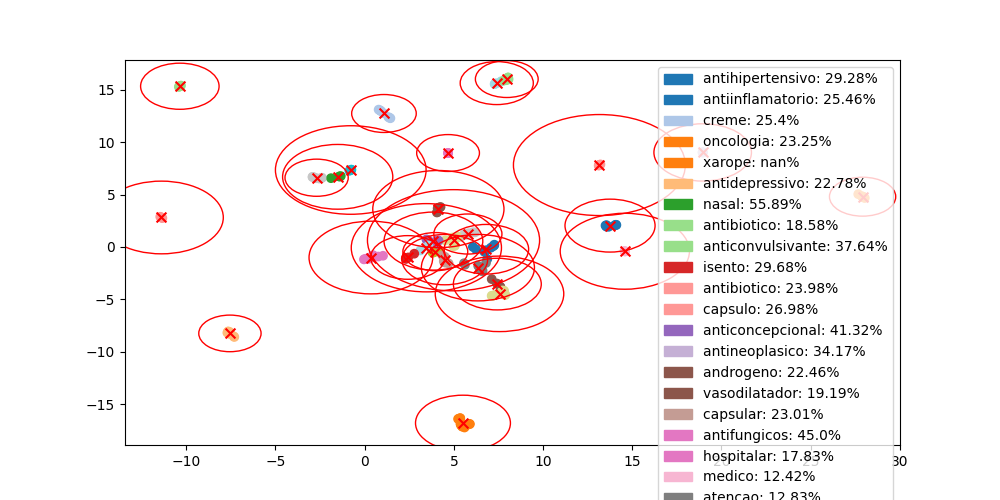 15
10
5
0
−5
−10
−15
−10
−5
0
5
10
15
20
25
30
antihipertensivo: 29.28%
antiinflamatorio: 25.46%
creme: 25.4%
oncologia: 23.25%
xarope: nan%
antidepressivo: 22.78%
nasal: 55.89%
antibiotico: 18.58%
anticonvulsivante: 37.64%
isento: 29.68%
antibiotico: 23.98%
capsulo: 26.98%
anticoncepcional: 41.32%
antineoplasico: 34.17%
androgeno: 22.46%
vasodilatador: 19.19%
capsular: 23.01%
antifungicos: 45.0%
hospitalar: 17.83%
medico: 12.42%
atencao: 12.83%